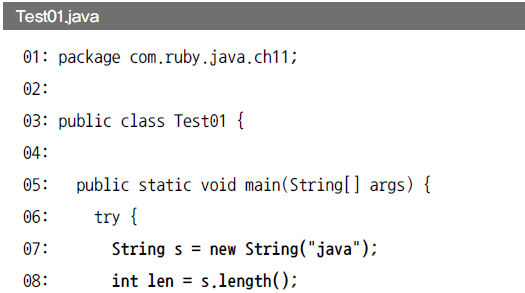 Test01.java
01: package com.ruby.java.ch11;
02:
03: public class Test01 {
04:
05:   public static void main(String[] args) {
06:     try {
07:       String s = new String("java");
08:       int len = s.length();